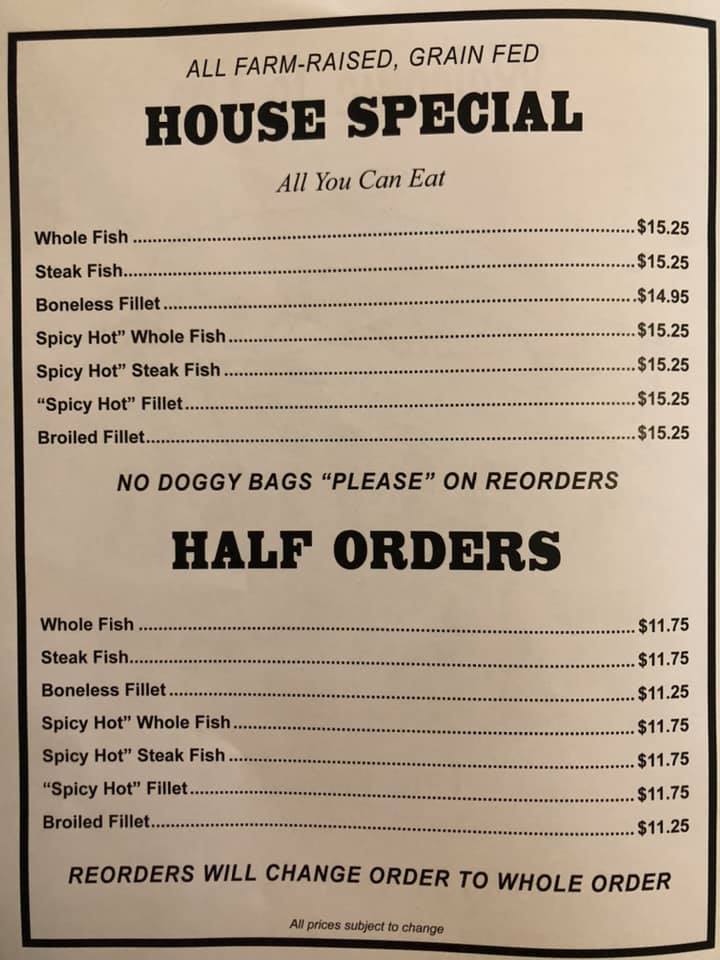 ALL FARM-RAISED, GRAIN FED
HOUSE SPECIAL
All You Can Eat
Whole Fish ........ $15.25
Steak Fish ........ $15.25
Boneless Fillet ........ $14.95
Spicy Hot” Whole Fish ........ $15.25
Spicy Hot” Steak Fish ........ $15.25
“Spicy Hot” Fillet ........ $15.25
Broiled Fillet ........ $15.25
NO DOGGY BAGS “PLEASE” ON REORDERS
HALF ORDERS
Whole Fish ........ $11.75
Steak Fish ........ $11.75
Boneless Fillet ........ $11.25
Spicy Hot” Whole Fish ........ $11.75
Spicy Hot” Steak Fish ........ $11.75
“Spicy Hot” Fillet ........ $11.75
Broiled Fillet ........ $11.25
REORDERS WILL CHANGE ORDER TO WHOLE ORDER
All prices subject to change